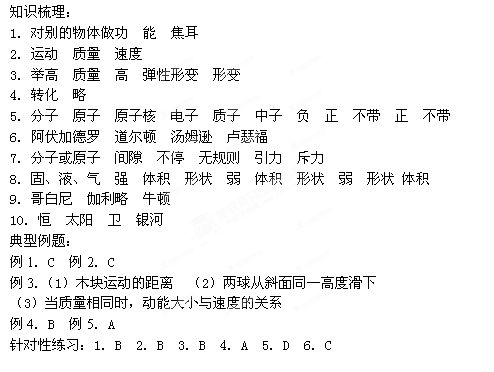 知识梳理:
1. 对别的物体做功  能  焦耳
2. 运动  质量  速度
3. 举高  质量  高  弹性形变  形变
4. 转化  略
5. 分子  原子  原子核  电子  质子  中子  负  正  不带  正  不带
6. 阿伏加德罗  道尔顿  汤姆逊  卢瑟福
7. 分子或原子  间隙  不停  无规则  引力  斥力
8. 固、液、气  强  体积  形状  弱  体积  形状  弱  形状 体积
9. 哥白尼  伽利略  牛顿
10. 恒  太阳  卫  银河
典型例题:
例1. C  例2. C
例3.（1）木块运动的距离  （2）两球从斜面同一高度滑下
（3）当质量相同时，动能大小与速度的关系
例4. B  例5. A
针对性练习: 1. B  2. B  3. B  4. A  5. D  6. C